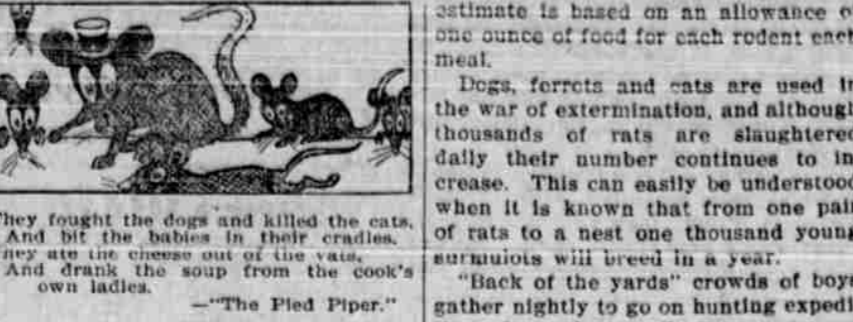 They fought the dogs and killed the cats,
And bit the babies in their cradles,
They ate the cheese out of the vats,
And drank the soup from the cook's
own ladles.
—"The Pied Piper."
estimate is based on an allowance of
one ounce of food for each rodent each
meal.
Dogs, ferrets and cats are used in
the war of extermination, and although
thousands of rats are slaughtered
daily their number continues to in
crease. This can easily be understood
when it is known that from one pair
of rats to a nest one thousand young
surmulots will breed in a year.
"Back of the yards" crowds of boys
gather nightly to go on hunting expedi